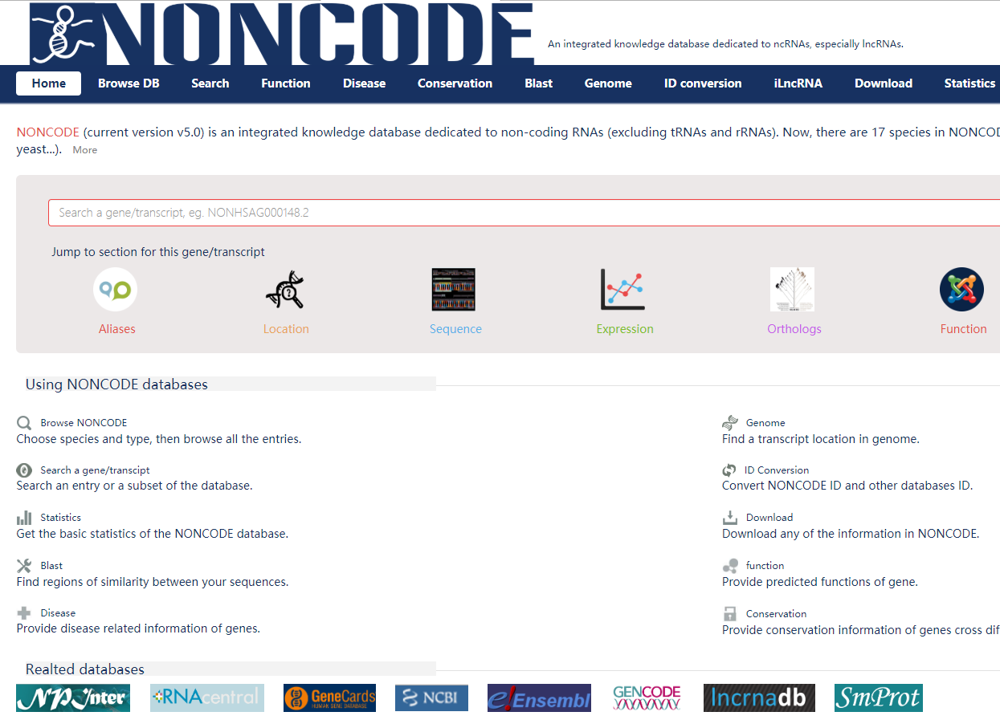 NONCODE
An integrated knowledge database dedicated to ncRNAs, especially lncRNAs.
Home Browse DB Search Function Disease Conservation Blast Genome ID conversion iLncRNA Download Statistics
NONCODE (current version v5.0) is an integrated knowledge database dedicated to non-coding RNAs (excluding tRNAs and rRNAs). Now, there are 17 species in NONCOD
yeast...). More
Search a gene/transcript, eg. NONHSAG000148.2
Jump to section for this gene/transcript
Aliases Location Sequence Expression Orthologs Function
Using NONCODE databases
Browse NONCODE
Choose species and type, then browse all the entries.
Genome
Find a transcript location in genome.
Search a gene/transcipt
Search an entry or a subset of the database.
ID Conversion
Convert NONCODE ID and other databases ID.
Statistics
Get the basic statistics of the NONCODE database.
Download
Download any of the information in NONCODE.
Blast
Find regions of similarity between your sequences.
function
Provide predicted functions of gene.
Disease
Provide disease related information of genes.
Conservation
Provide conservation information of genes cross dif
Realted databases
NPInter RNAcentral GeneCards NCBI e!Ensembl GENCODE lncrnadb SmProt
HUMAN GENE DATABASE